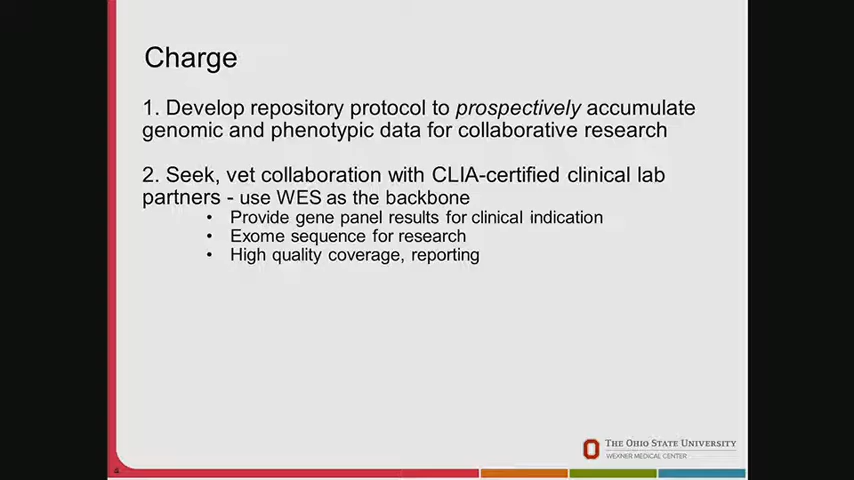 Charge
1. Develop repository protocol to prospectively accumulate
genomic and phenotypic data for collaborative research
2. Seek, vet collaboration with CLIA-certified clinical lab
partners - use WES as the backbone
• Provide gene panel results for clinical indication
• Exome sequence for research
• High quality coverage, reporting
THE OHIO STATE UNIVERSITY
WEXNER MEDICAL CENTER
4